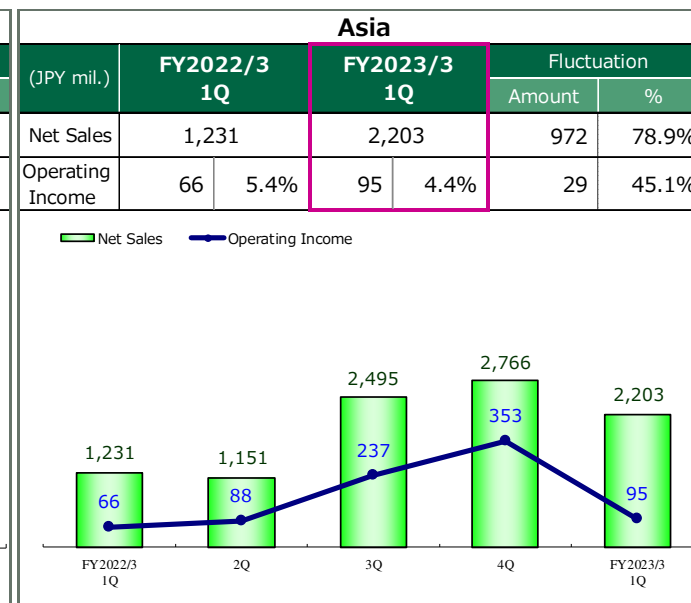 Asia
(JPY mil.) FY2022/3 1Q FY2023/3 1Q Fluctuation
Amount %
Net Sales 1,231 2,203 972 78.9%
Operating Income 66 5.4% 95 4.4% 29 45.1%
Net Sales Operating Income
1,231 1,151 2,495 2,766 2,203
66 88 237 353 95
FY2022/3 1Q 2Q 3Q 4Q FY2023/3 1Q